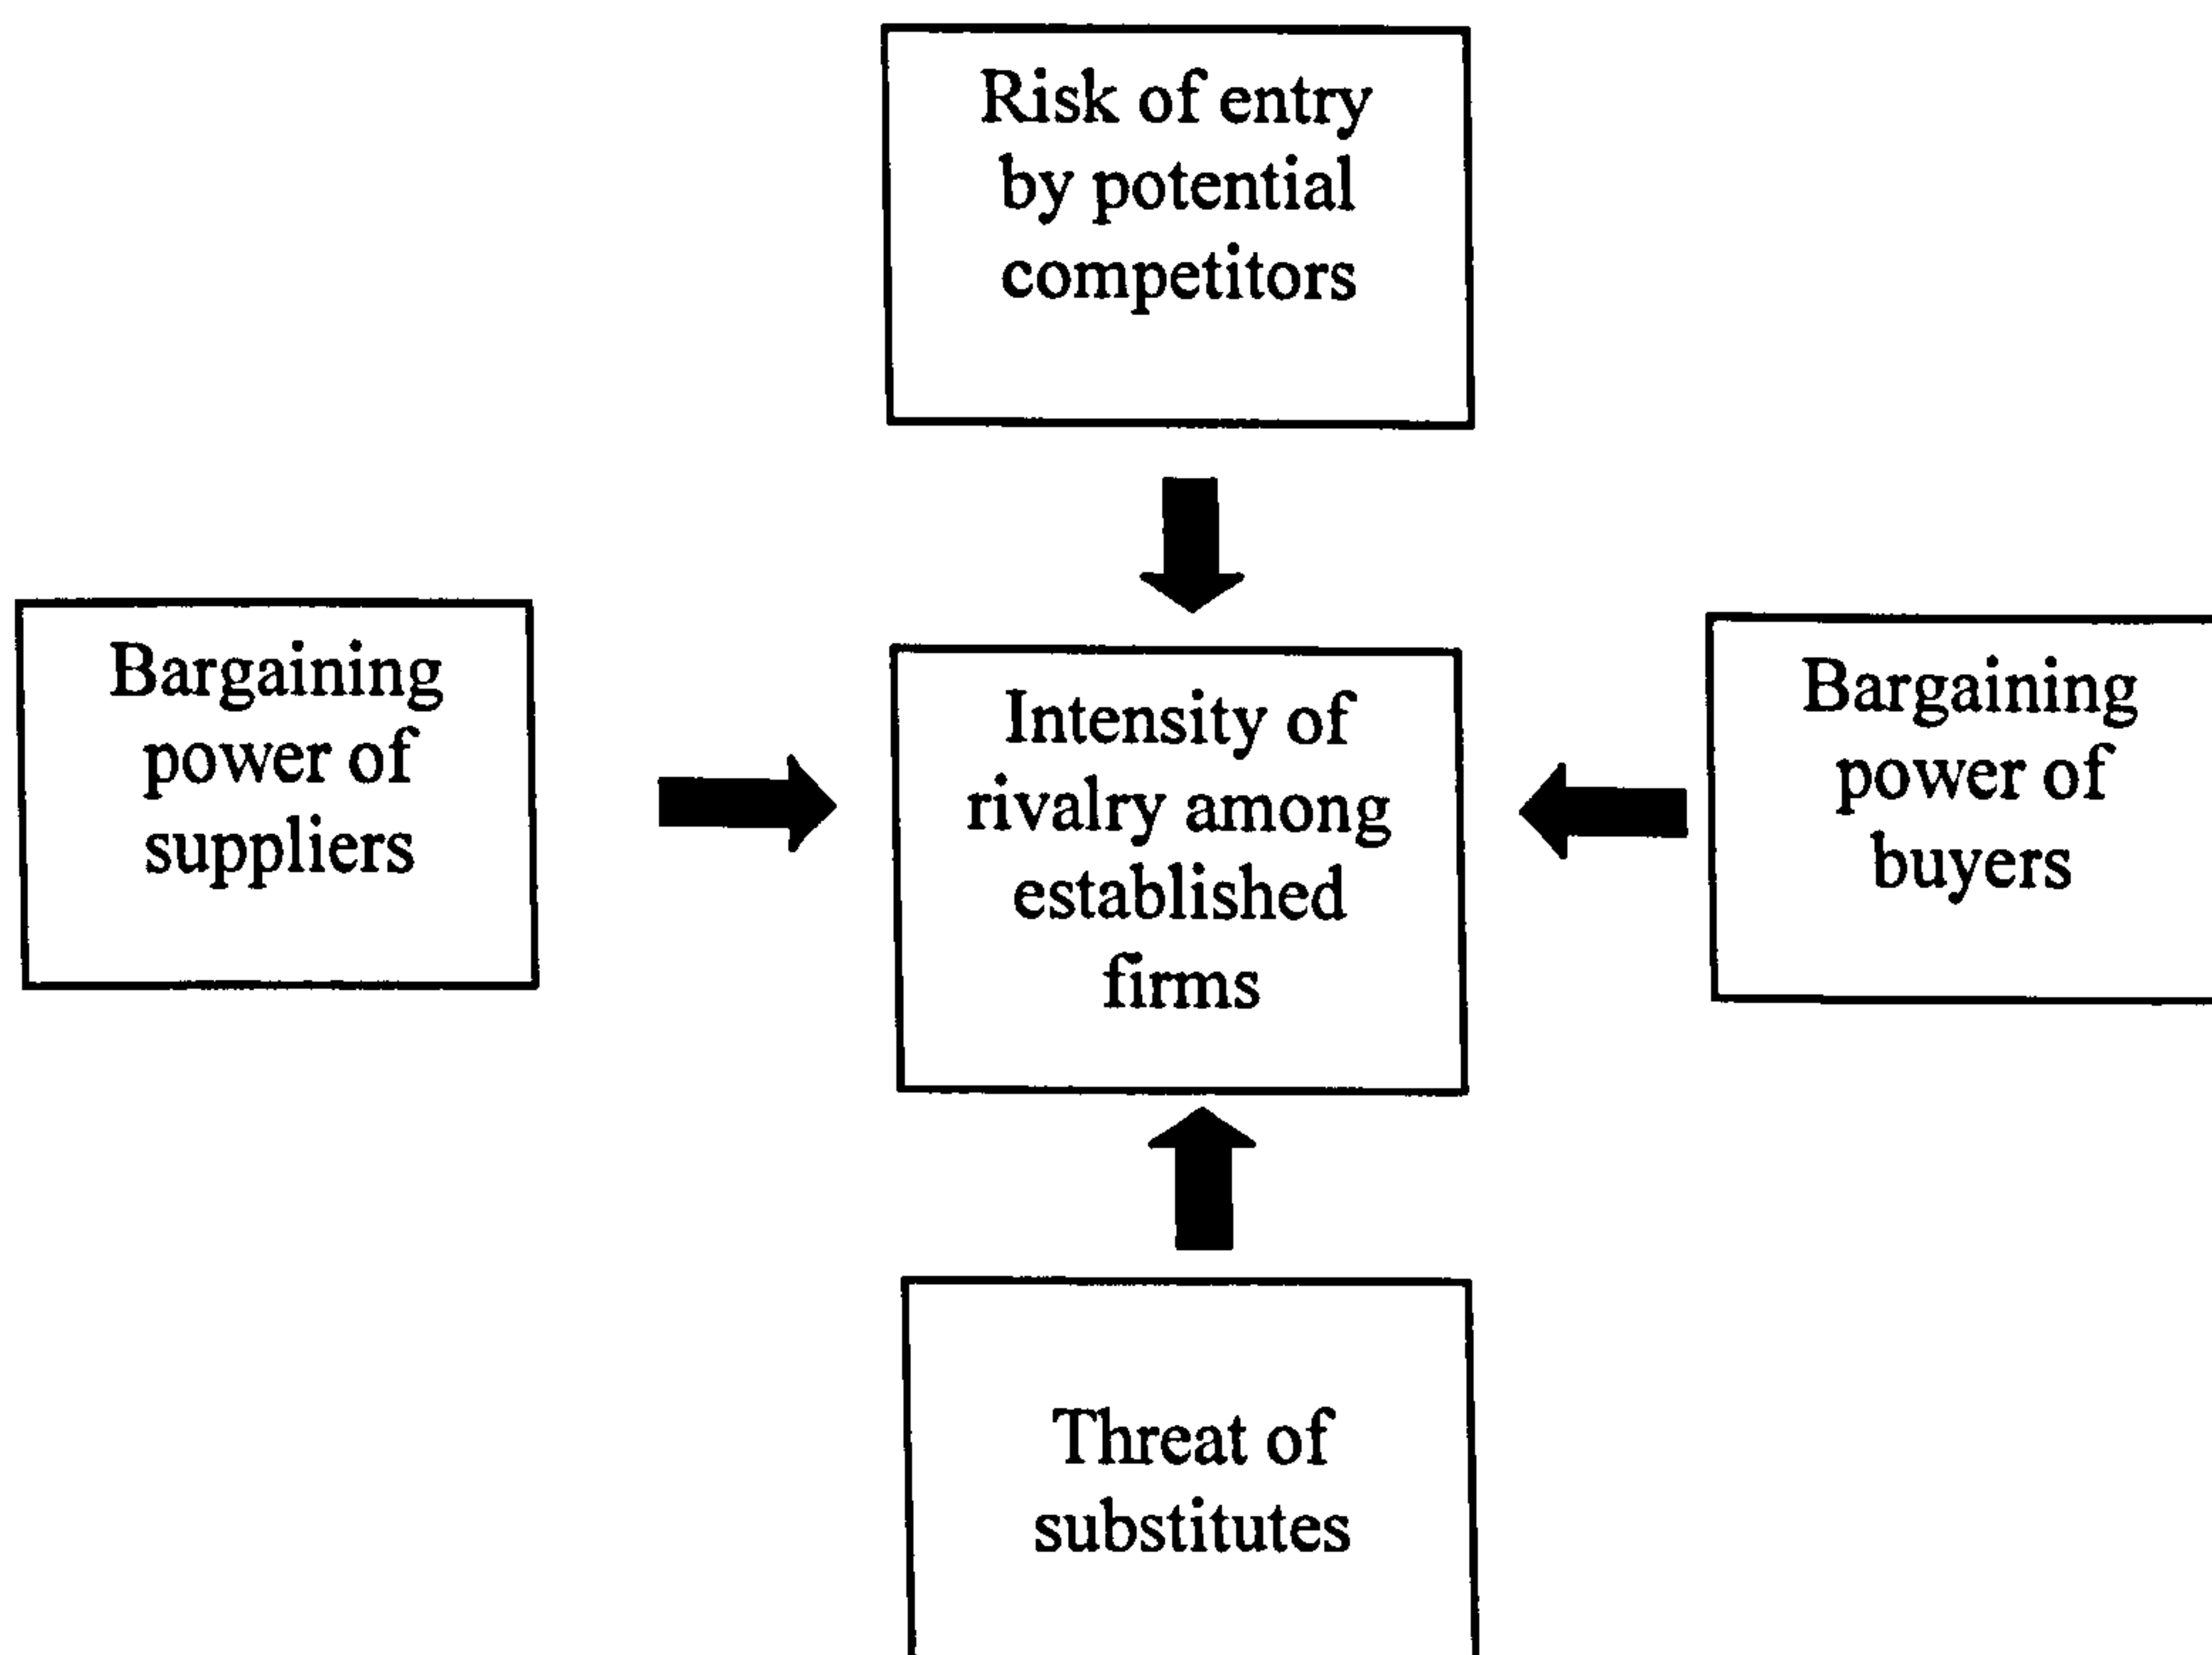 Risk of entry
by potential
competitors
Bargaining
power of
suppliers
Intensity of
rivalry among
established
firms
Bargaining
power of
buyers
Threat of
substitutes